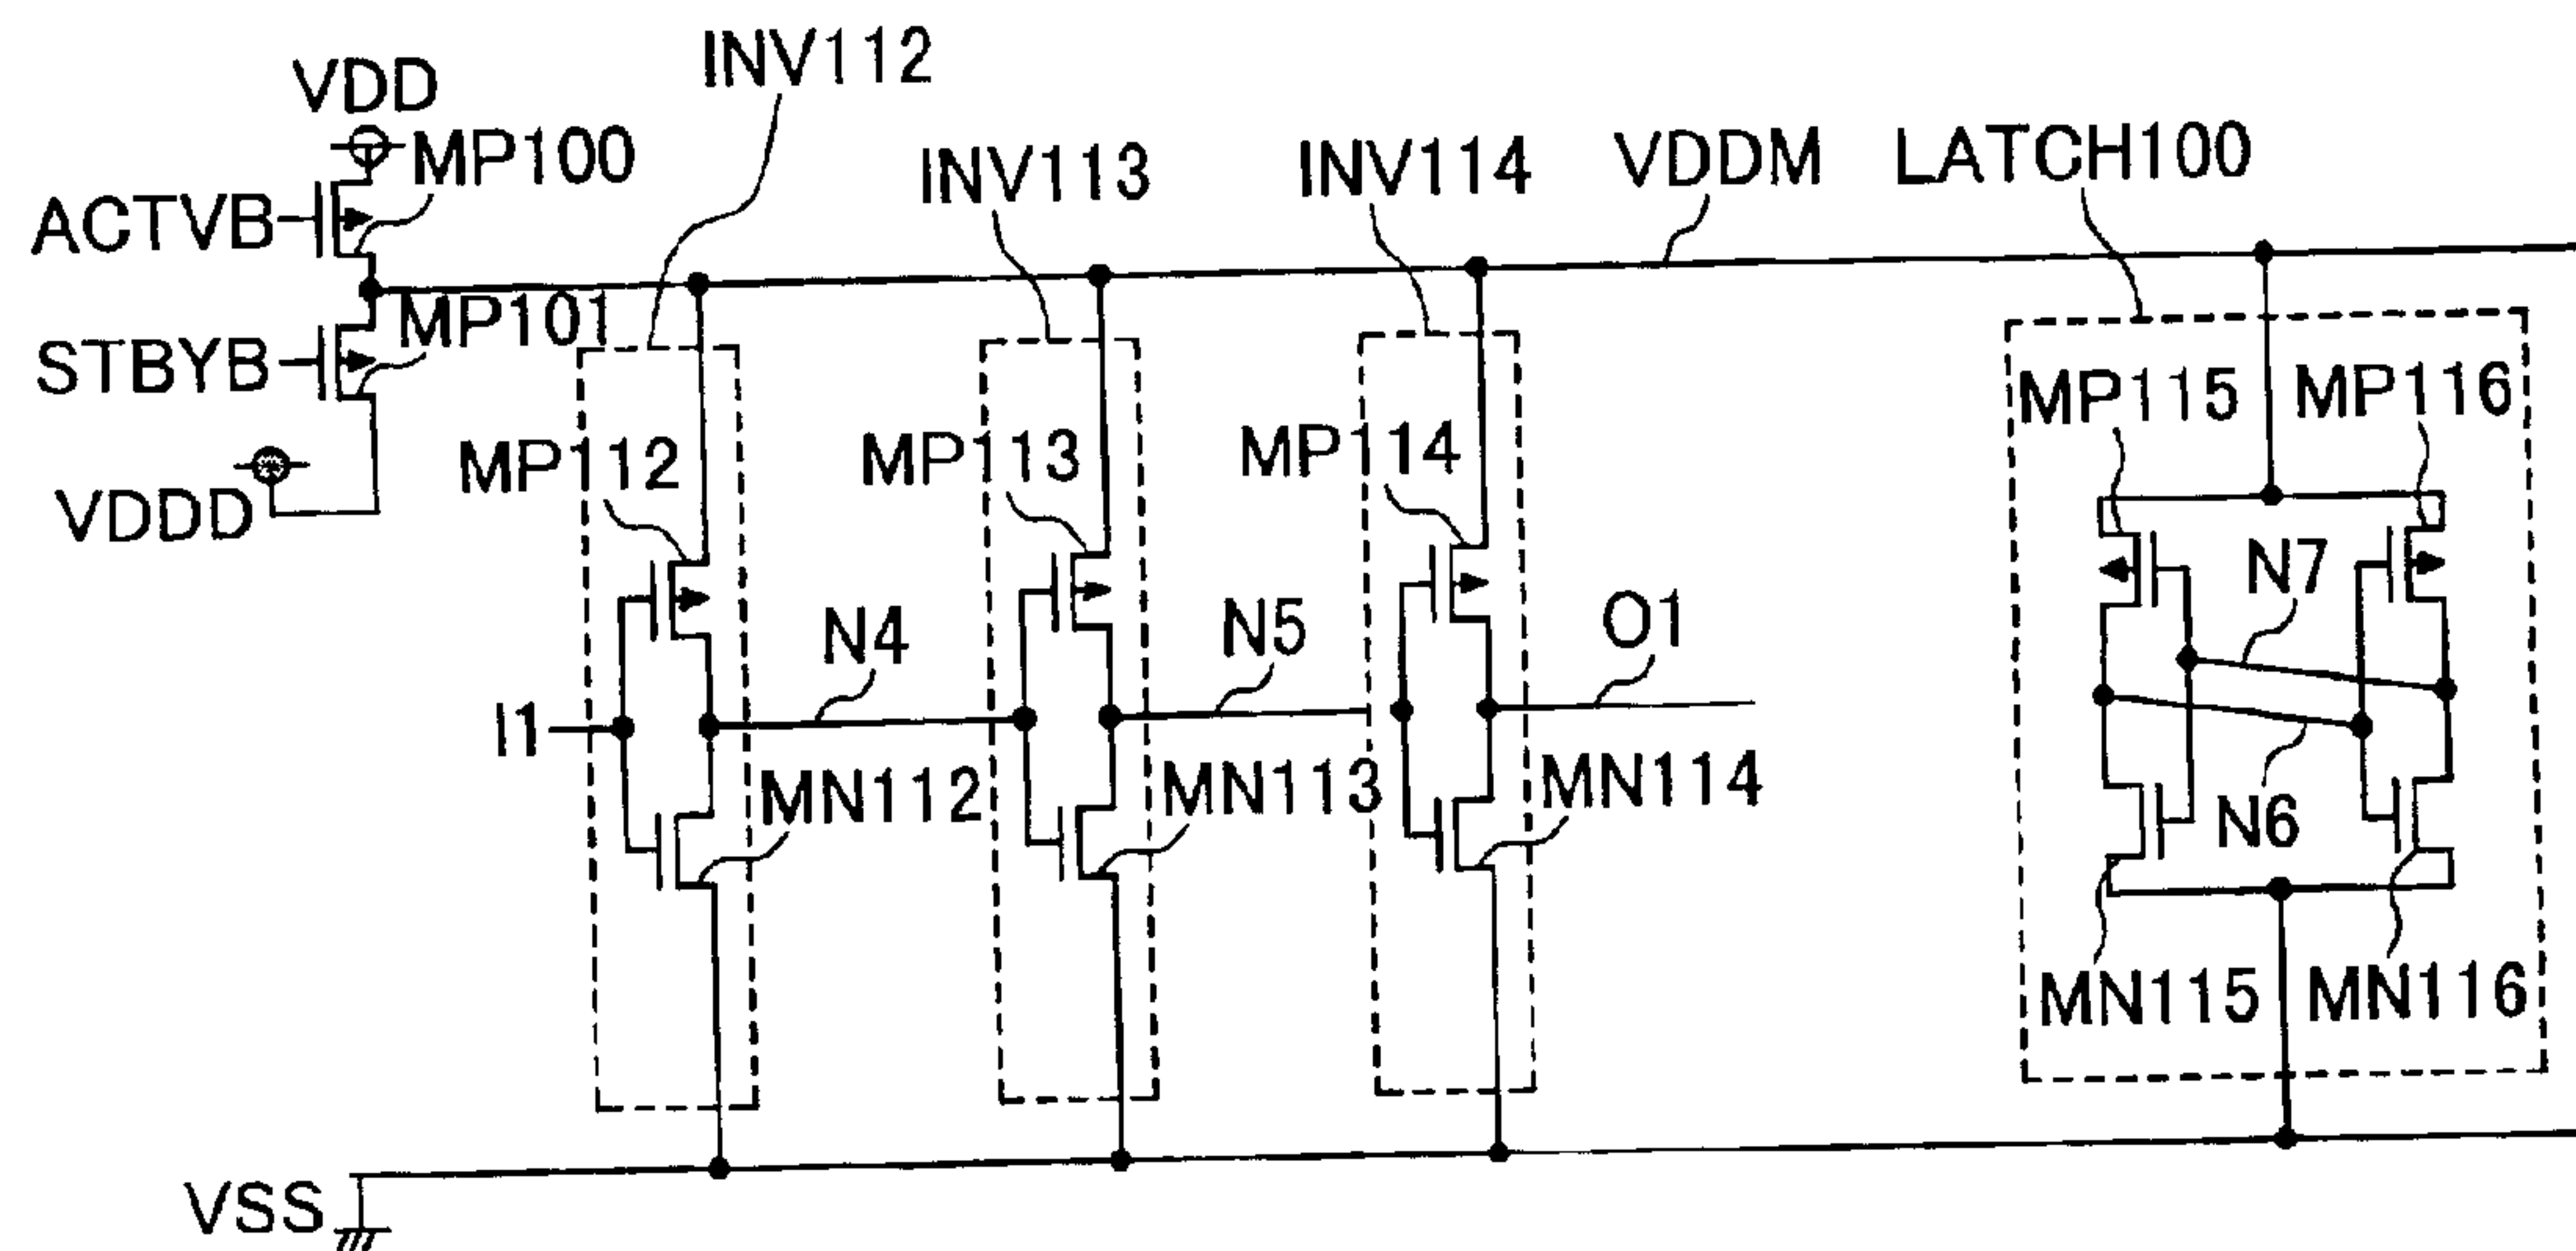 INV112
VDD
MP100
INV113
INV114
VDDM
LATCH100
ACTVB
MP101
STBYB
MP115
MP116
MP112
MP113
MP114
VDDD
N7
N4
N5
O1
I1
MN112
MN113
MN114
N6
MN115
MN116
VSS